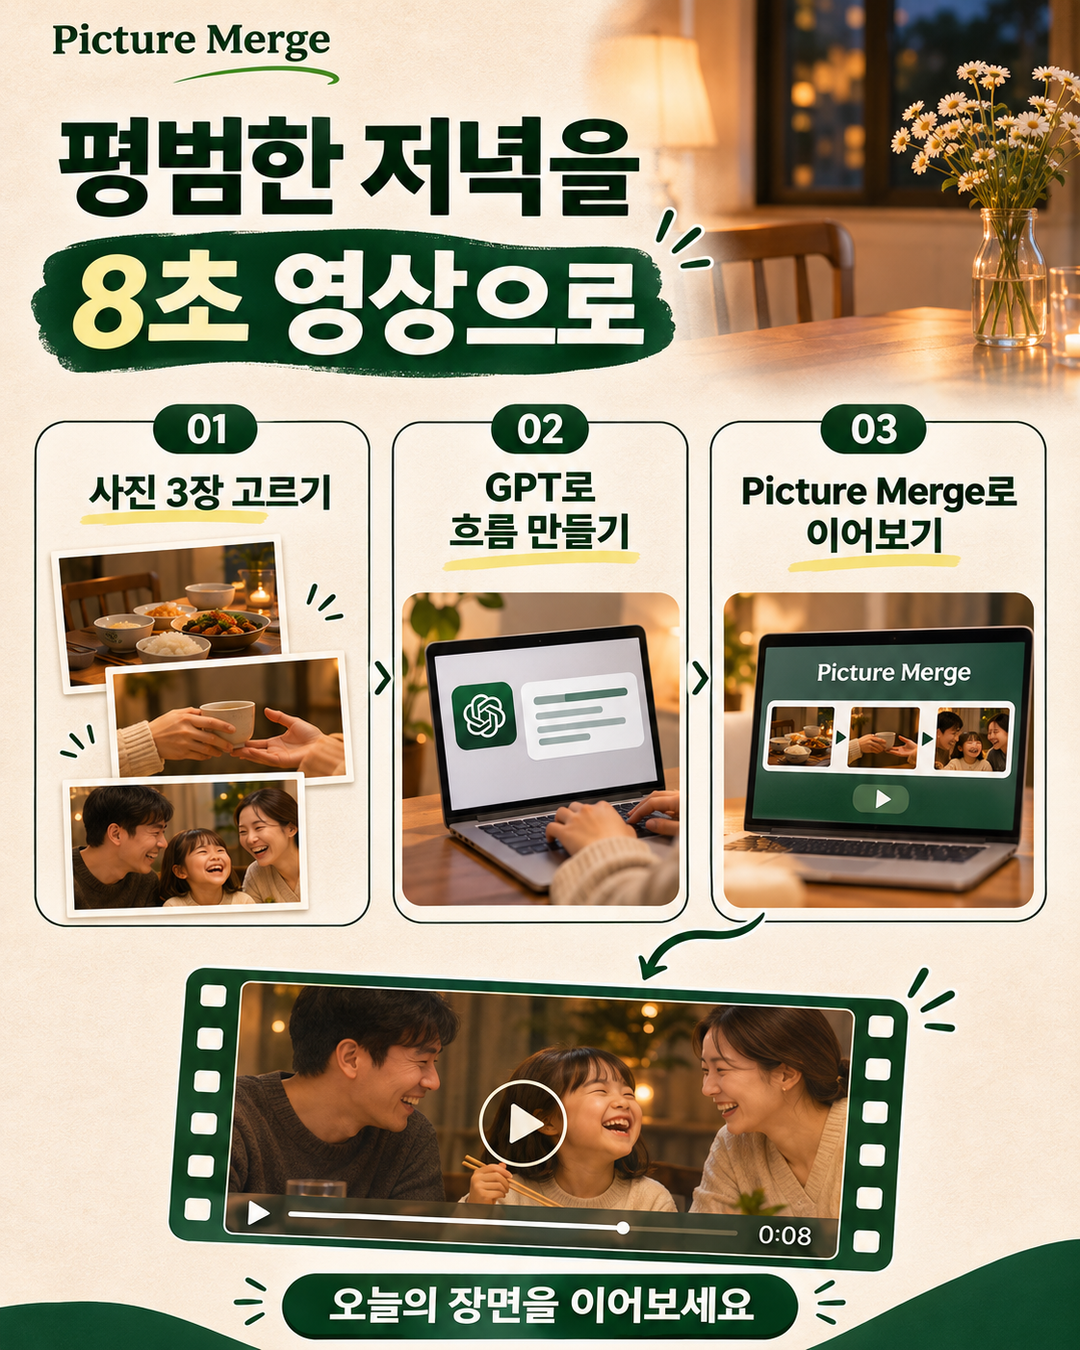 Picture Merge
평범한 저녁을
8초 영상으로
01
사진 3장 고르기
02
GPT로
흐름 만들기
03
Picture Merge로
이어보기
Picture Merge
0:08
오늘의 장면을 이어보세요